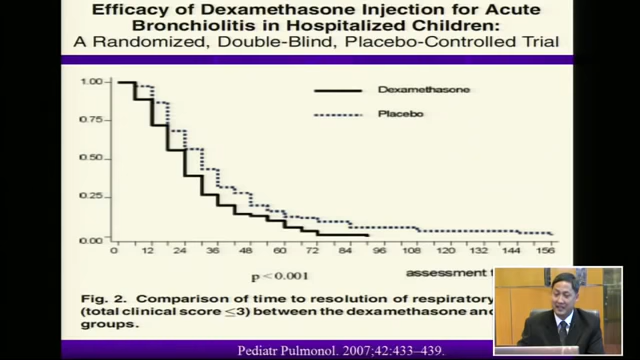 Efficacy of Dexamethasone Injection for Acute
Bronchiolitis in Hospitalized Children:
A Randomized, Double-Blind, Placebo-Controlled Trial
1.00
0.75
0.50
0.25
0.00
Dexamethasone
Placebo
0 12 24 36 48 60 72 84 96 108 120 132 144 156
p < 0.001
assessment
Fig. 2. Comparison of time to resolution of respiratory
(total clinical score ≤3) between the dexamethasone and
groups.
Pediatr Pulmonol. 2007;42:433–439.